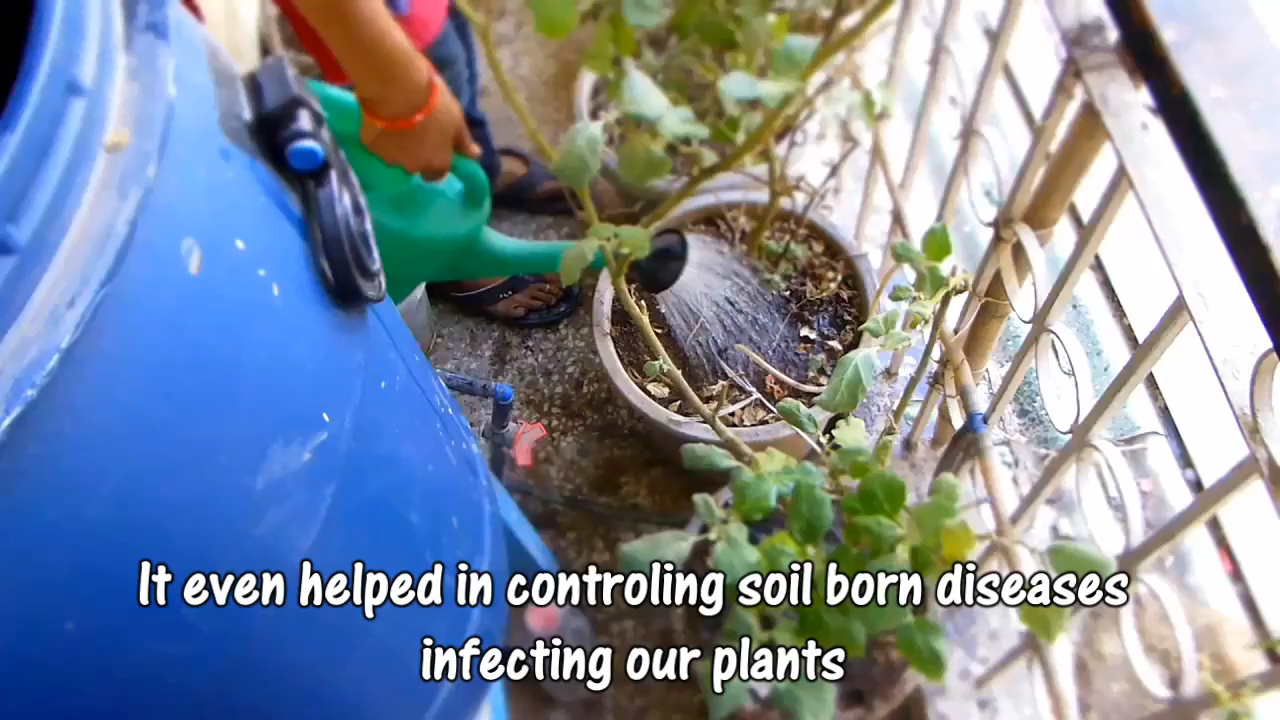 It even helped in controling soil born diseases
infecting our plants